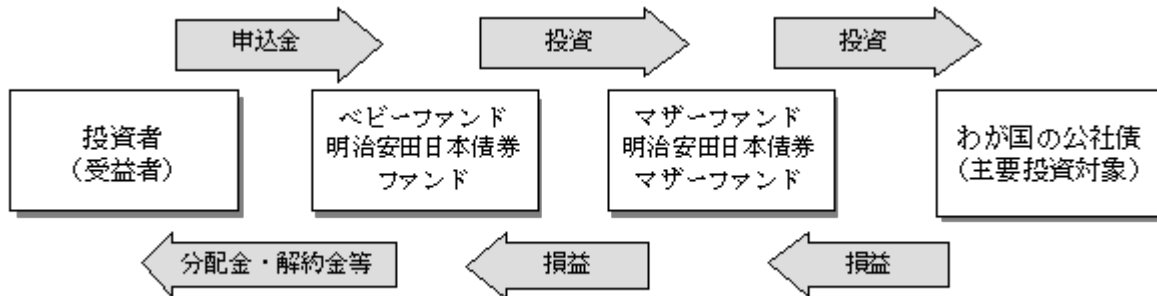 申込金
投資
投資
投資者
（受益者）
ベビーファンド
明治安田日本債券
ファンド
マザーファンド
明治安田日本債券
マザーファンド
わが国の公社債
（主要投資対象）
分配金・解約金等
損益
損益